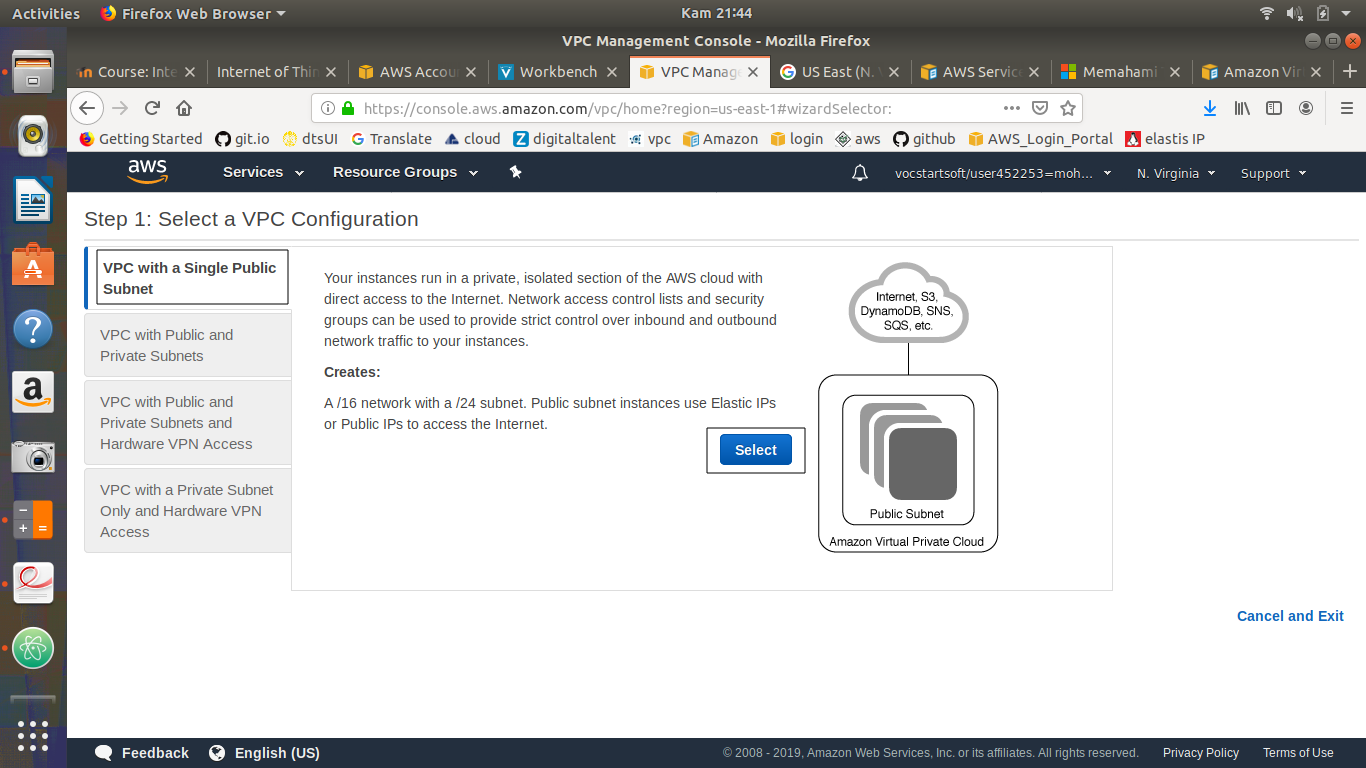 Activities
Firefox Web Browser
Kam 21:44
VPC Management Console - Mozilla Firefox
Course: Inte
Internet of Thin
AWS Accou
Workbench
VPC Manag
US East (N. V
AWS Servic
Memahami
Amazon Vir
https://console.aws.amazon.com/vpc/home?region=us-east-1#wizardSelector:
Getting Started
git.io
dtsUI
Translate
cloud
digitaltalent
vpc
Amazon
login
aws
github
AWS_Login_Portal
elastis IP
aws
Services
Resource Groups
vocstartsoft/user452253=moh...
N. Virginia
Support
Step 1: Select a VPC Configuration
VPC with a Single Public
Subnet
VPC with Public and
Private Subnets
VPC with Public and
Private Subnets and
Hardware VPN Access
VPC with a Private Subnet
Only and Hardware VPN
Access
Your instances run in a private, isolated section of the AWS cloud with
direct access to the Internet. Network access control lists and security
groups can be used to provide strict control over inbound and outbound
network traffic to your instances.
Creates:
A /16 network with a /24 subnet. Public subnet instances use Elastic IPs
or Public IPs to access the Internet.
Select
Internet, S3,
DynamoDB, SNS,
SQS, etc.
Public Subnet
Amazon Virtual Private Cloud
Cancel and Exit
Feedback
English (US)
© 2008 - 2019, Amazon Web Services, Inc. or its affiliates. All rights reserved.
Privacy Policy
Terms of Use